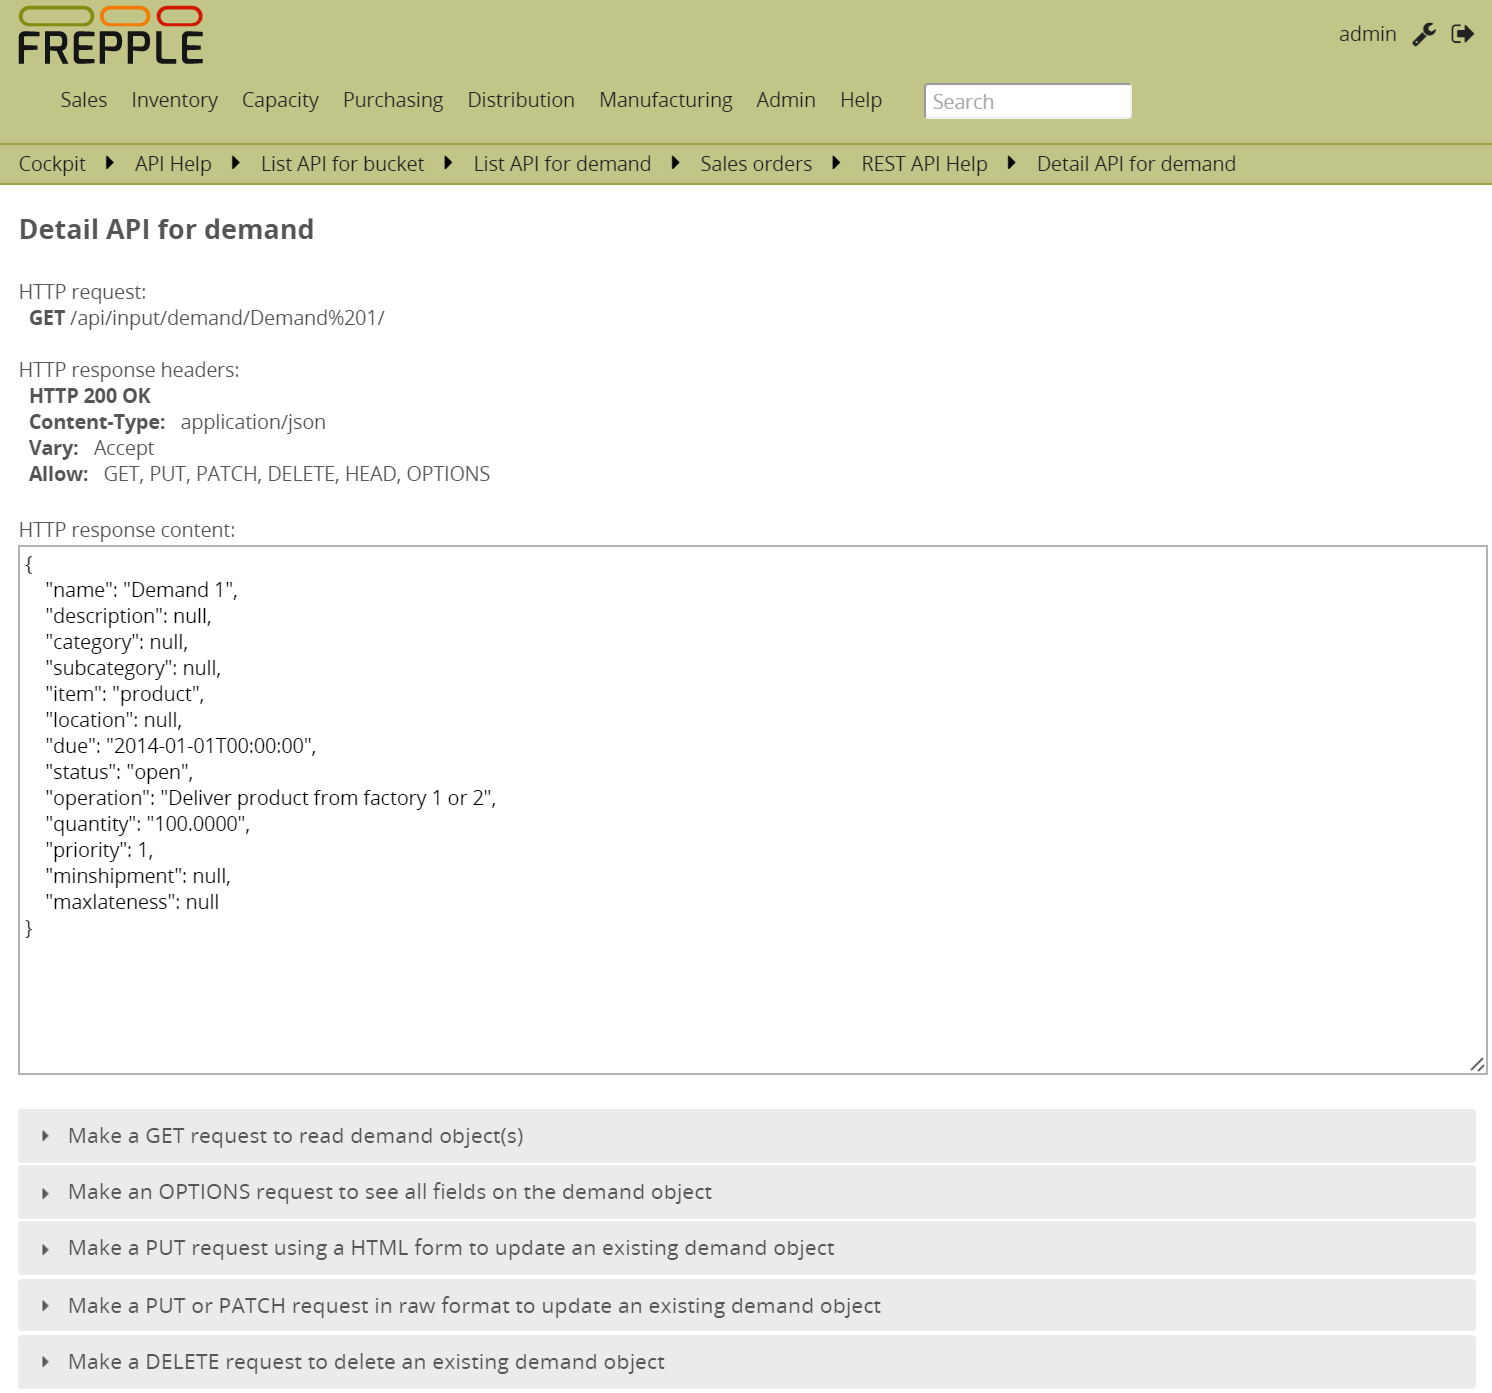 FREPPLE
admin
Sales Inventory Capacity Purchasing Distribution Manufacturing Admin Help Search
Cockpit API Help List API for bucket List API for demand Sales orders REST API Help Detail API for demand
Detail API for demand
HTTP request:
GET /api/input/demand/Demand%201/
HTTP response headers:
HTTP 200 OK
Content-Type: application/json
Vary: Accept
Allow: GET, PUT, PATCH, DELETE, HEAD, OPTIONS
HTTP response content:
{
"name": "Demand 1",
"description": null,
"category": null,
"subcategory": null,
"item": "product",
"location": null,
"due": "2014-01-01T00:00:00",
"status": "open",
"operation": "Deliver product from factory 1 or 2",
"quantity": "100.0000",
"priority": 1,
"minshipment": null,
"maxlateness": null
}
Make a GET request to read demand object(s)
Make an OPTIONS request to see all fields on the demand object
Make a PUT request using a HTML form to update an existing demand object
Make a PUT or PATCH request in raw format to update an existing demand object
Make a DELETE request to delete an existing demand object